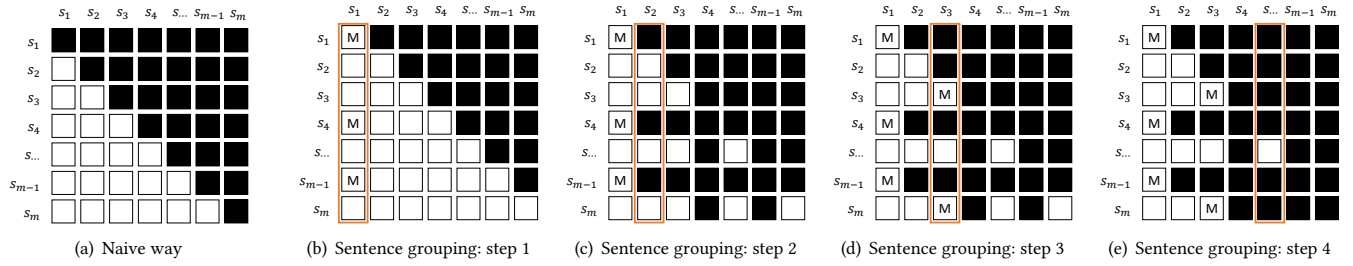 s1 s2 s3 s4 s... sm−1 sm
s1 s2 s3 s4 s... sm−1 sm
s1 s2 s3 s4 s... sm−1 sm
s1 s2 s3 s4 s... sm−1 sm
s1 s2 s3 s4 s... sm−1 sm
s1 s1 M s1 M s1 M s1 M
s2 s2 s2 s2 s2
s3 s3 s3 s3 M s3 M
s4 s4 M s4 M s4 M s4 M
s... s... s... s... s...
sm−1 sm−1 M sm−1 M sm−1 M sm−1 M
sm sm sm sm M sm M
(a) Naive way
(b) Sentence grouping: step 1
(c) Sentence grouping: step 2
(d) Sentence grouping: step 3
(e) Sentence grouping: step 4